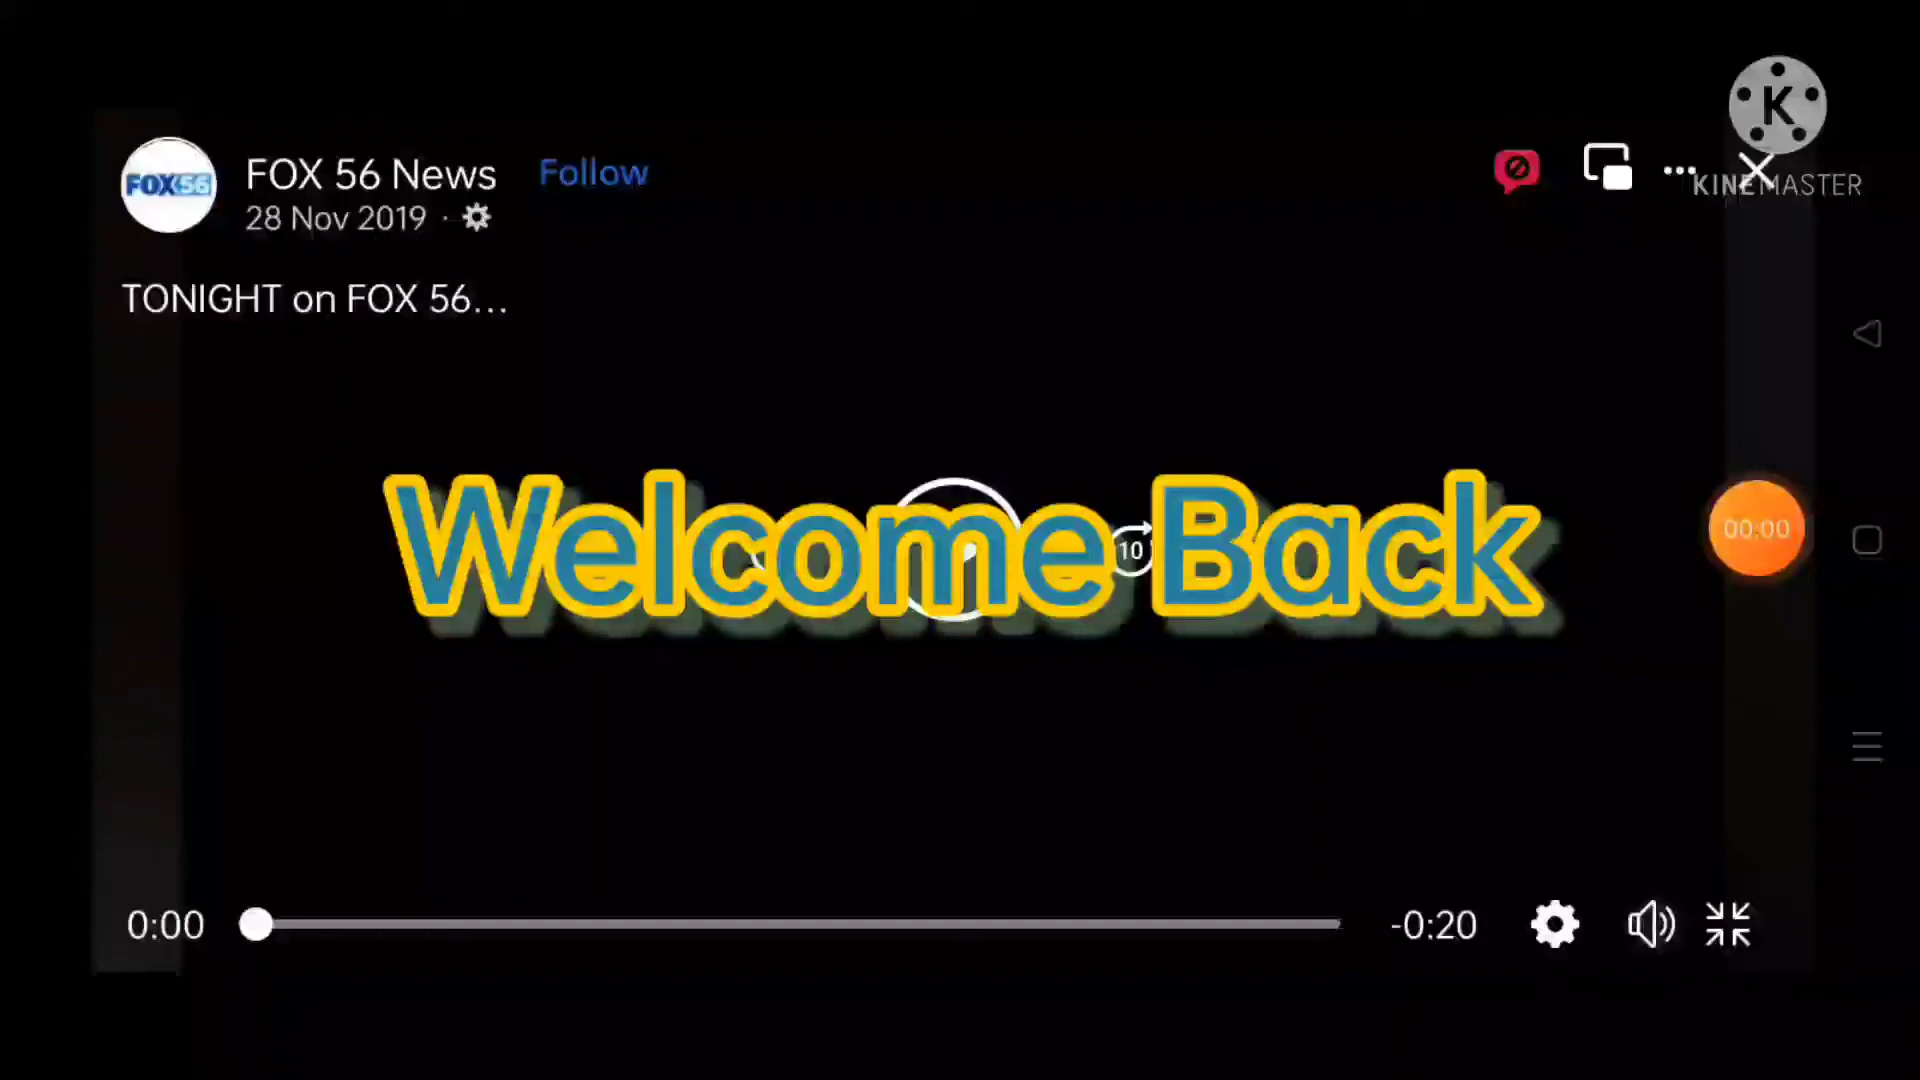 K
KINEMASTER
FOX56
FOX 56 News Follow
28 Nov 2019 ·
TONIGHT on FOX 56...
Welcome Back
10
00:00
0:00
-0:20